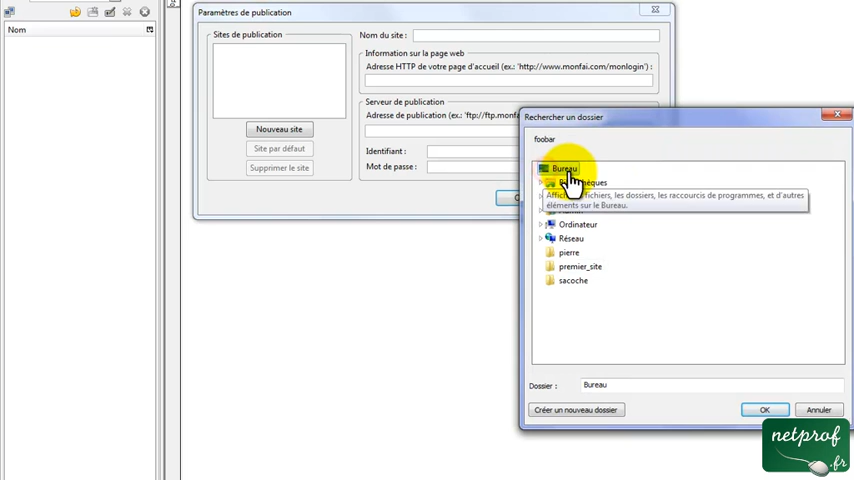 Nom
Paramètres de publication
Sites de publication
Nouveau site
Site par défaut
Supprimer le site
Nom du site :
Information sur la page web
Adresse HTTP de votre page d'accueil (ex.: 'http://www.monfai.com/monlogin') :
Serveur de publication
Adresse de publication (ex.: 'ftp://ftp.monfa
Identifiant :
Mot de passe :
Rechercher un dossier
foobar
Bureau
Affiche
fichiers, les dossiers, les raccourcis de programmes, et d'autres
éléments sur le Bureau.
Ordinateur
Réseau
pierre
premier_site
sacoche
Dossier :
Bureau
Créer un nouveau dossier
OK
Annuler
netprof
.fr